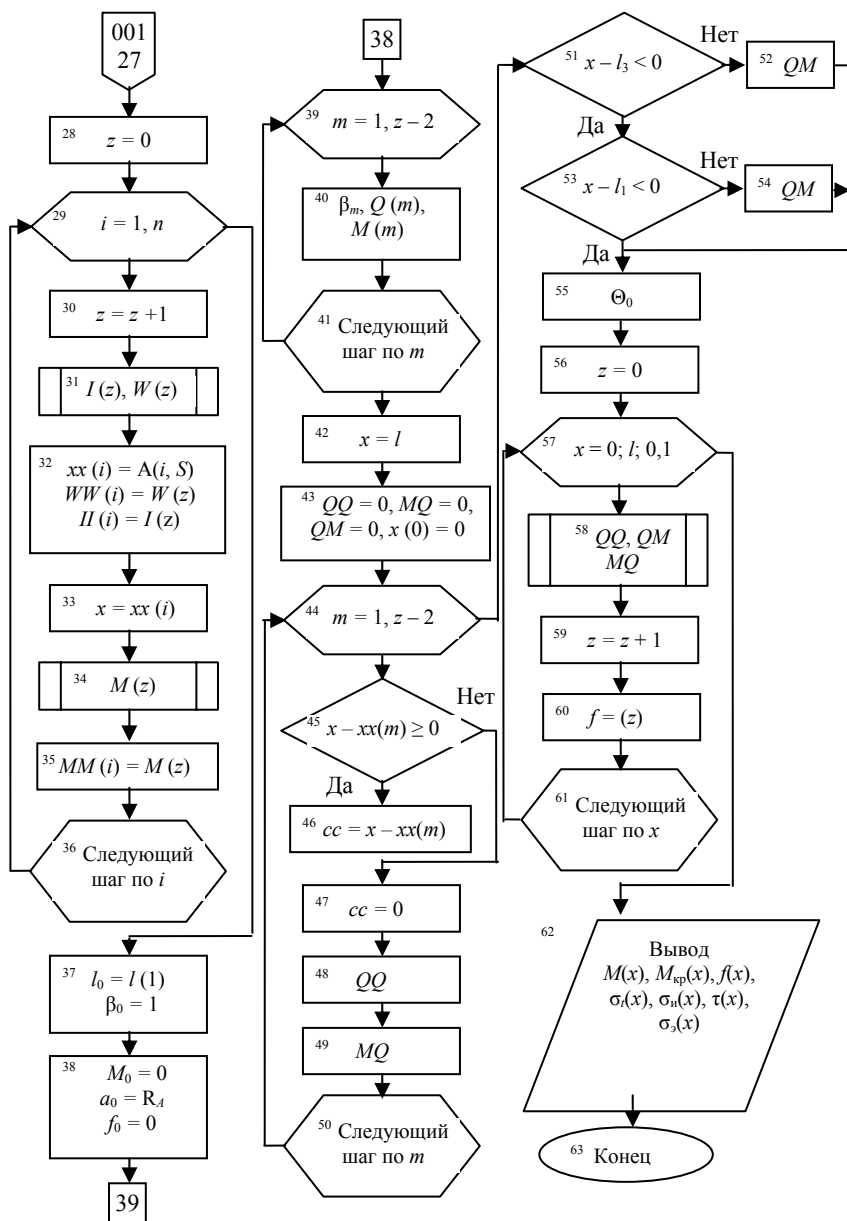 001
27
28
z = 0
29
i = 1, n
30
z = z +1
31
I (z), W (z)
32
xx (i) = A(i, S)
WW (i) = W (z)
II (i) = I (z)
33
x = xx (i)
34
M (z)
35
MM (i) = M (z)
36 Следующий
шаг по i
37
l₀ = l (1)
β₀ = 1
38
M₀ = 0
a₀ = R_A
f₀ = 0
39
38
39
m = 1, z – 2
40
βₘ, Q (m),
M (m)
41 Следующий
шаг по m
42
x = l
43
QQ = 0, MQ = 0,
QM = 0, x (0) = 0
44
m = 1, z – 2
Нет
45
x – xx(m) ≥ 0
Да
46
cc = x – xx(m)
47
cc = 0
48
QQ
49
MQ
50 Следующий
шаг по m
51
x – l₃ < 0
Нет
52
QM
Да
53
x – l₁ < 0
Нет
54
QM
Да
55
Θ₀
56
z = 0
57
x = 0; l; 0,1
58
QQ, QM
MQ
59
z = z + 1
60
f = (z)
61 Следующий
шаг по x
62
Вывод
M(x), Mкр(x), f(x),
σₜ(x), σи(x), τ(x),
σэ(x)
63 Конец